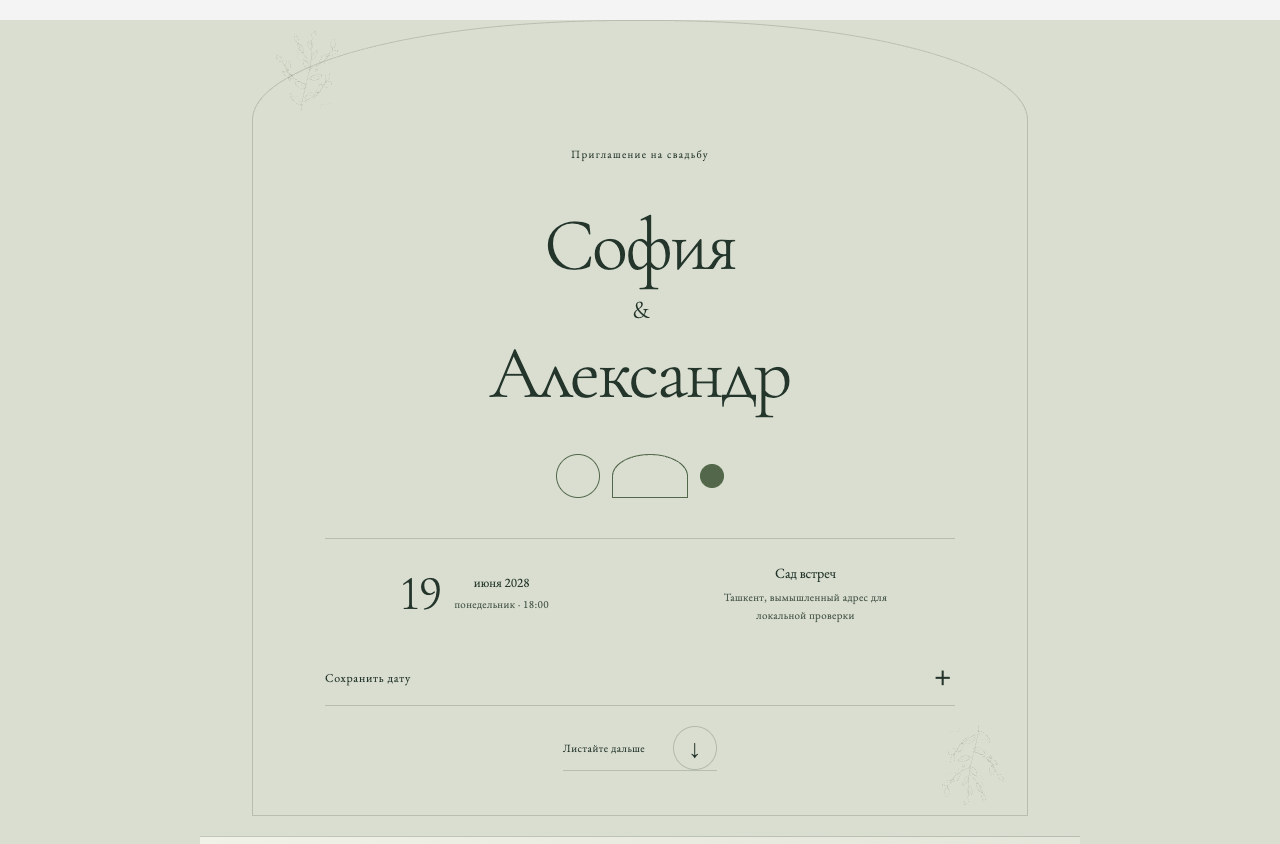 Приглашение на свадьбу
София
&
Александр
19
июня 2028
понедельник · 18:00
Сад встреч
Ташкент, вымышленный адрес для
локальной проверки
Сохранить дату
+
Листайте дальше
↓